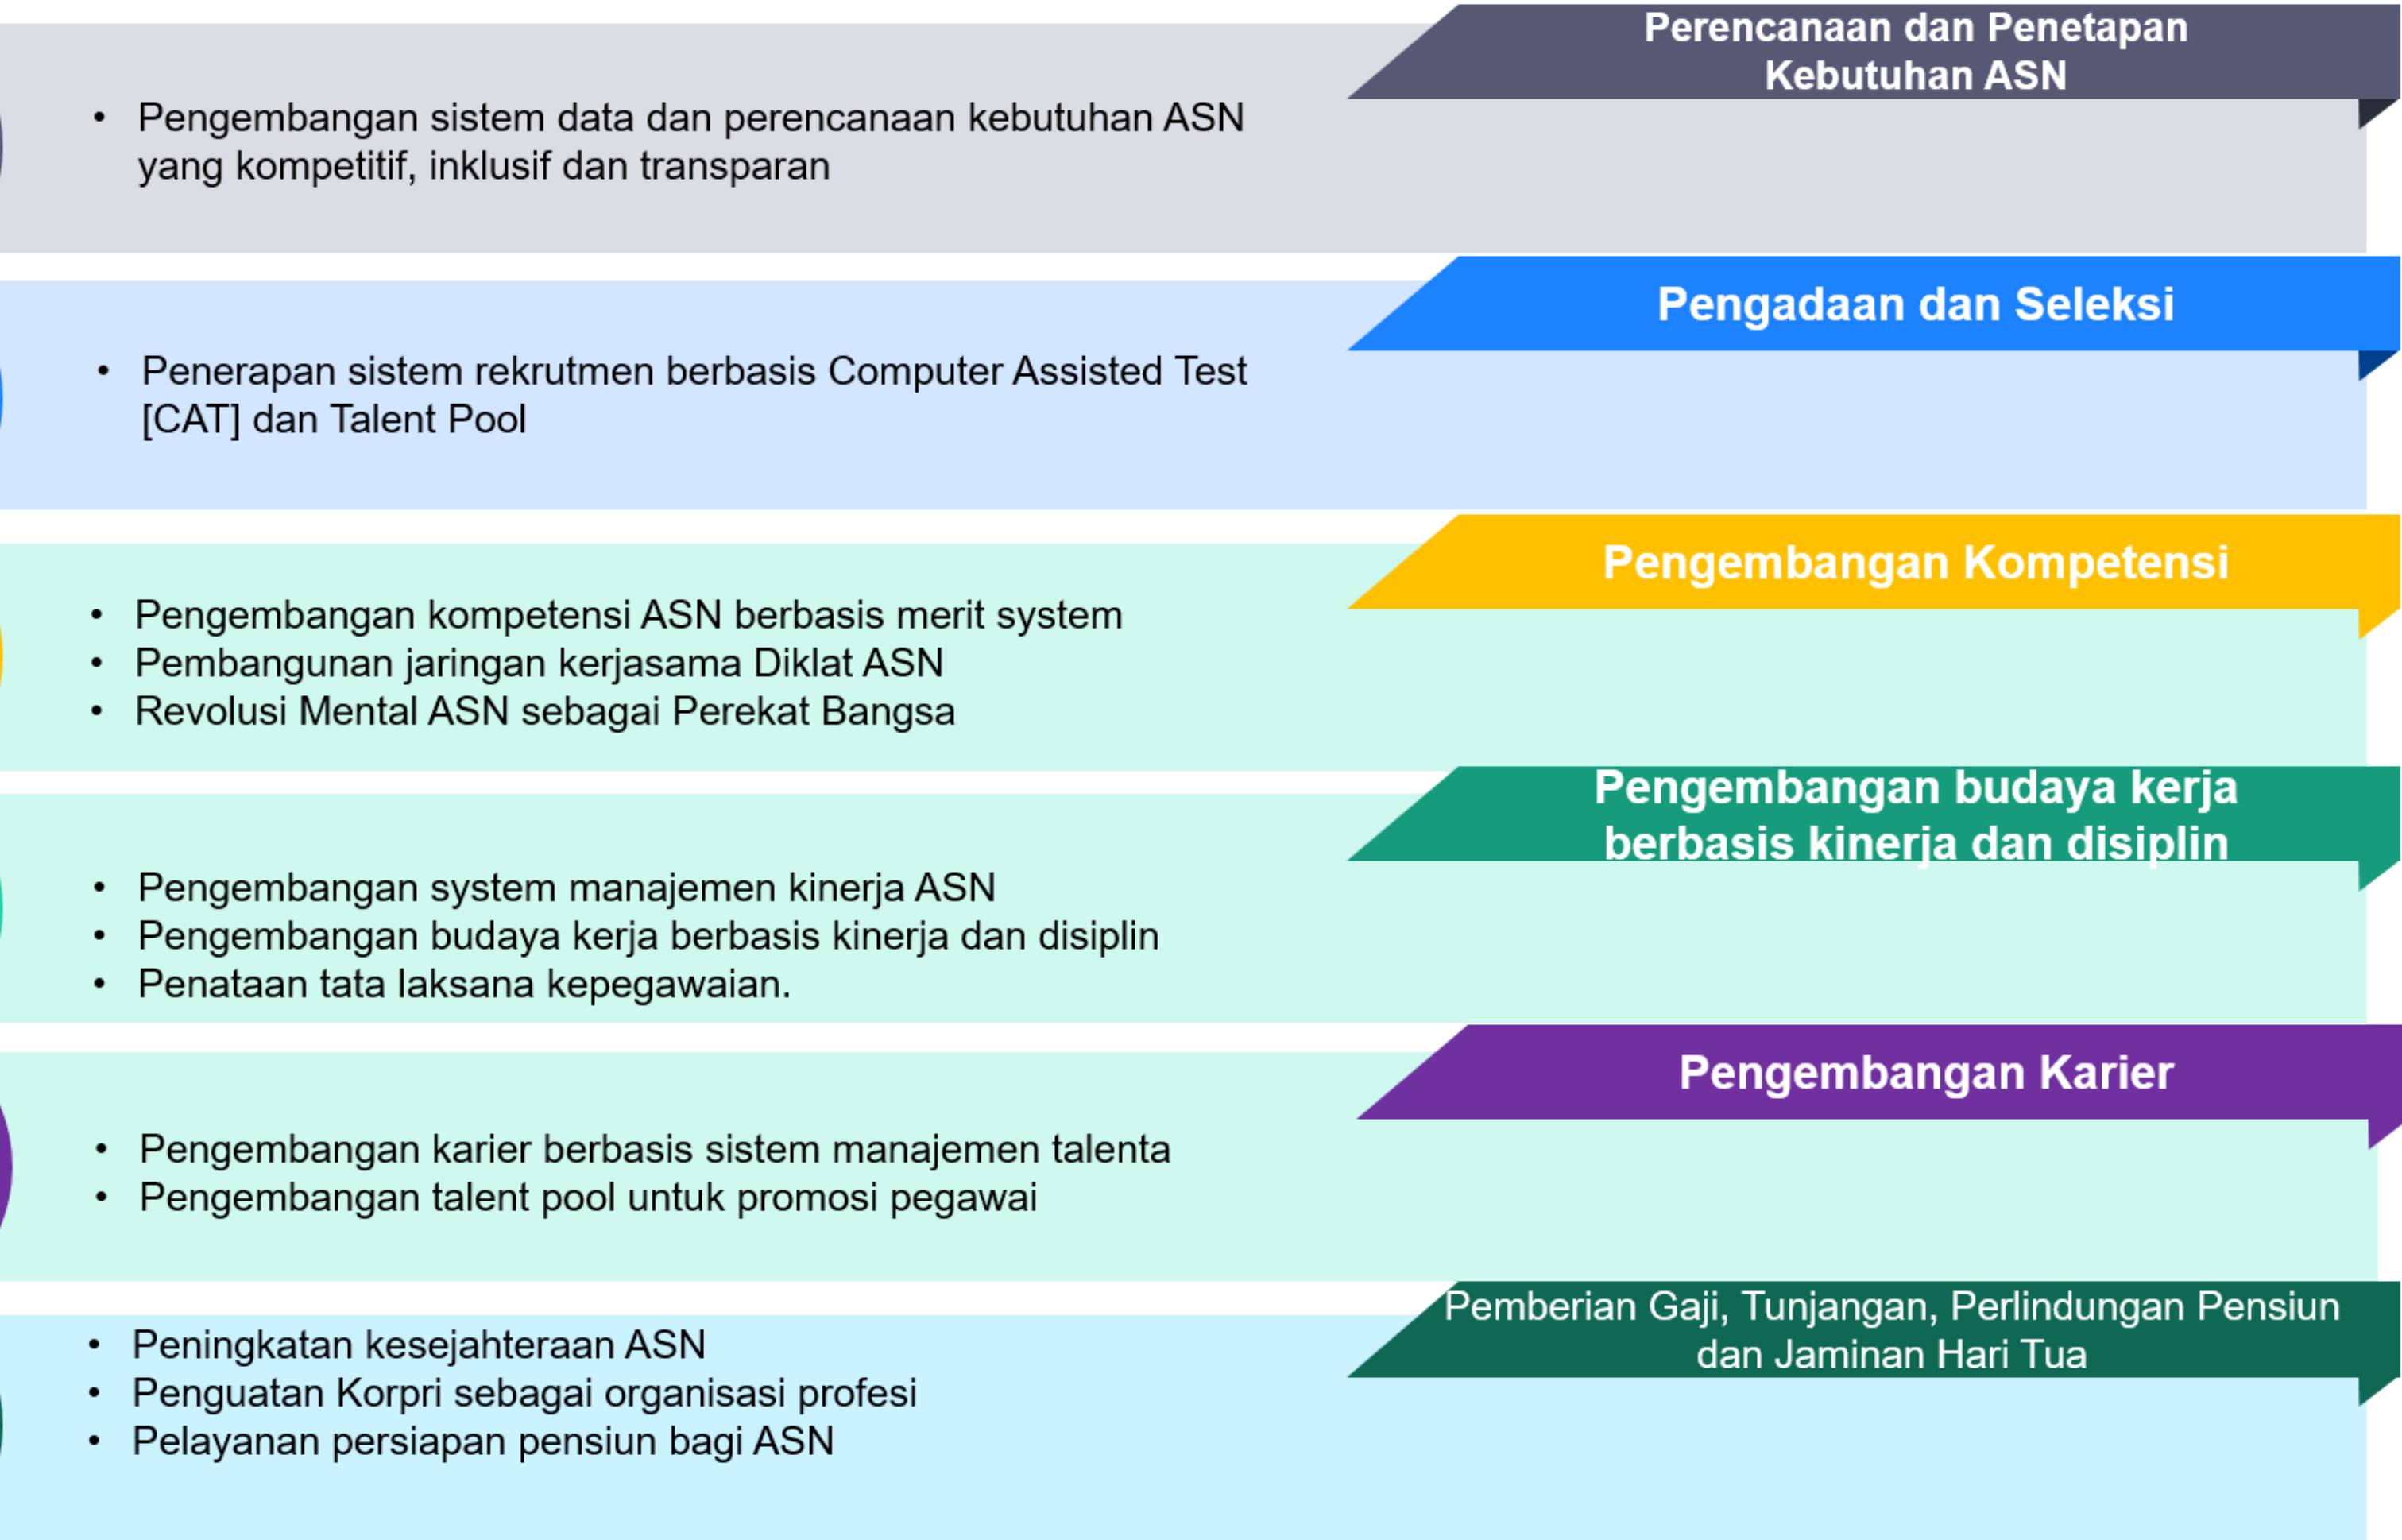 Perencanaan dan Penetapan
Kebutuhan ASN
• Pengembangan sistem data dan perencanaan kebutuhan ASN
yang kompetitif, inklusif dan transparan
Pengadaan dan Seleksi
• Penerapan sistem rekrutmen berbasis Computer Assisted Test
[CAT] dan Talent Pool
Pengembangan Kompetensi
• Pengembangan kompetensi ASN berbasis merit system
• Pembangunan jaringan kerjasama Diklat ASN
• Revolusi Mental ASN sebagai Perekat Bangsa
Pengembangan budaya kerja
berbasis kinerja dan disiplin
• Pengembangan system manajemen kinerja ASN
• Pengembangan budaya kerja berbasis kinerja dan disiplin
• Penataan tata laksana kepegawaian.
Pengembangan Karier
• Pengembangan karier berbasis sistem manajemen talenta
• Pengembangan talent pool untuk promosi pegawai
Pemberian Gaji, Tunjangan, Perlindungan Pensiun
dan Jaminan Hari Tua
• Peningkatan kesejahteraan ASN
• Penguatan Korpri sebagai organisasi profesi
• Pelayanan persiapan pensiun bagi ASN